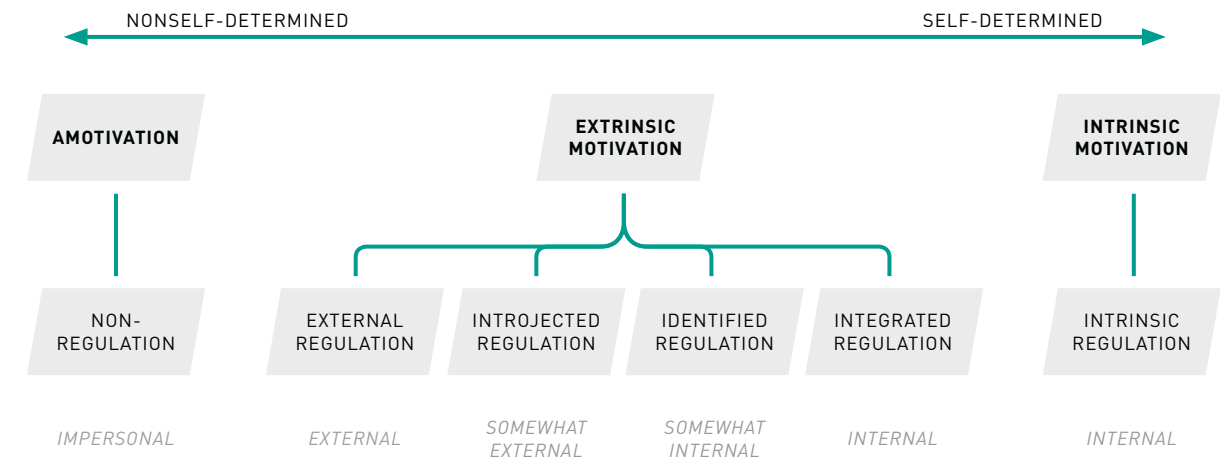 NONSELF-DETERMINED
SELF-DETERMINED
AMOTIVATION
EXTRINSIC
MOTIVATION
INTRINSIC
MOTIVATION
NON-
REGULATION
EXTERNAL
REGULATION
INTROJECTED
REGULATION
IDENTIFIED
REGULATION
INTEGRATED
REGULATION
INTRINSIC
REGULATION
IMPERSONAL
EXTERNAL
SOMEWHAT
EXTERNAL
SOMEWHAT
INTERNAL
INTERNAL
INTERNAL